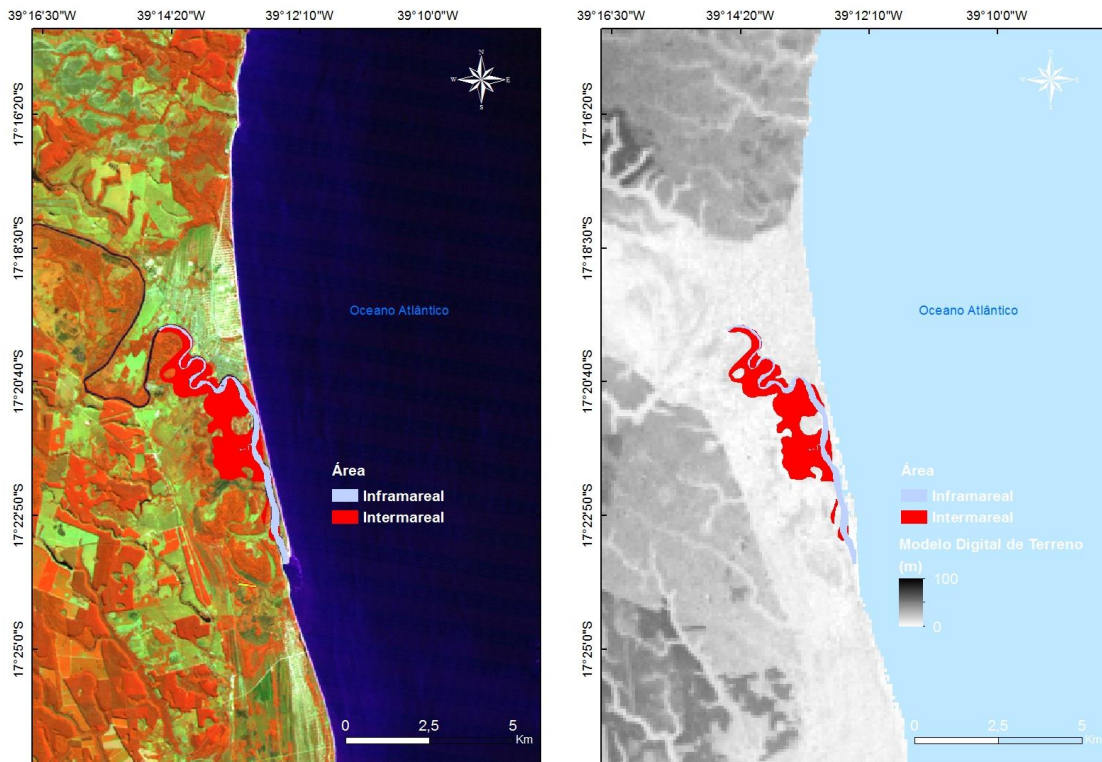 39°16'30"W 39°14'20"W 39°12'10"W 39°10'0"W
17°16'20"S
17°18'30"S
17°20'40"S
17°22'50"S
17°25'0"S
N
W E
S
Oceano Atlântico
Área
Inframareal
Intermareal
0 2,5 5
Km
39°16'30"W 39°14'20"W 39°12'10"W 39°10'0"W
17°16'20"S
17°18'30"S
17°20'40"S
17°22'50"S
17°25'0"S
N
W E
S
Oceano Atlântico
Área
Inframareal
Intermareal
Modelo Digital de Terreno
(m)
100
0
0 2,5 5
Km